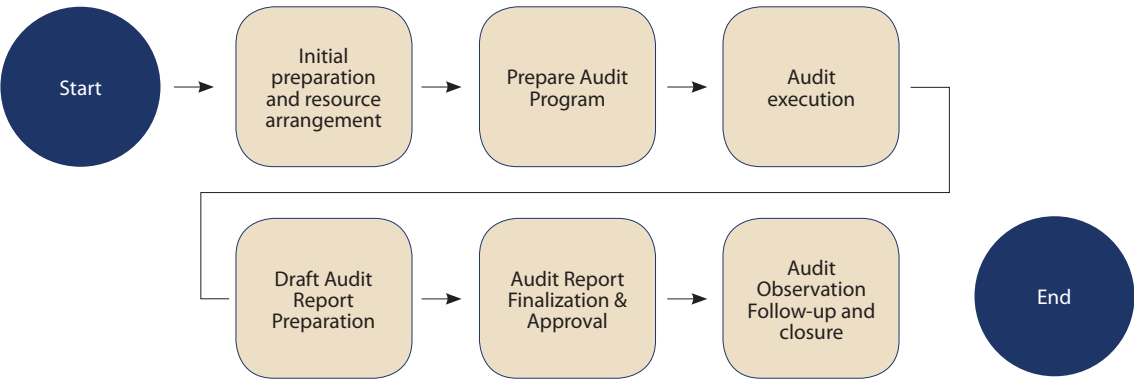 Start
Initial
preparation
and resource
arrangement
Prepare Audit
Program
Audit
execution
Draft Audit
Report
Preparation
Audit Report
Finalization &
Approval
Audit
Observation
Follow-up and
closure
End